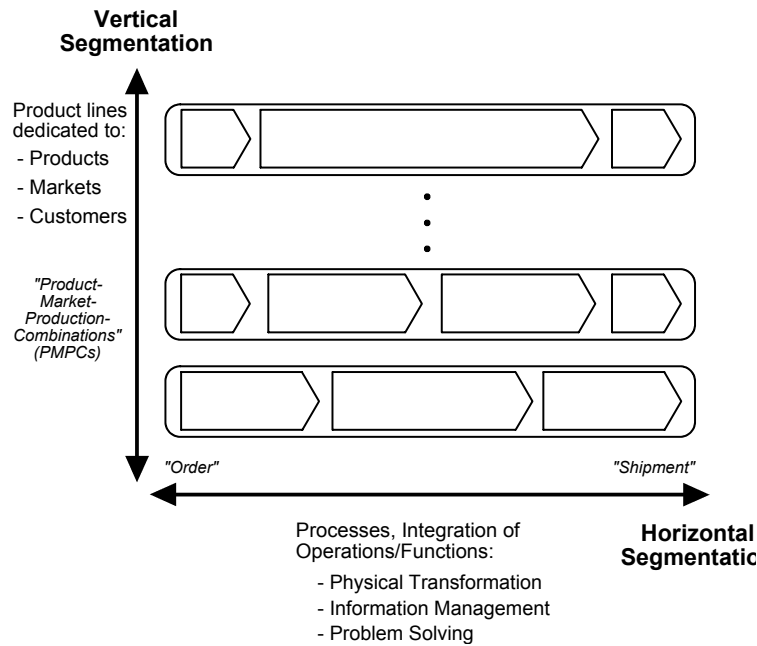 Vertical
Segmentation
Product lines
dedicated to:
- Products
- Markets
- Customers
"Product-
Market-
Production-
Combinations"
(PMPCs)
"Order"
"Shipment"
Processes, Integration of
Operations/Functions:
- Physical Transformation
- Information Management
- Problem Solving
Horizontal
Segmentatio